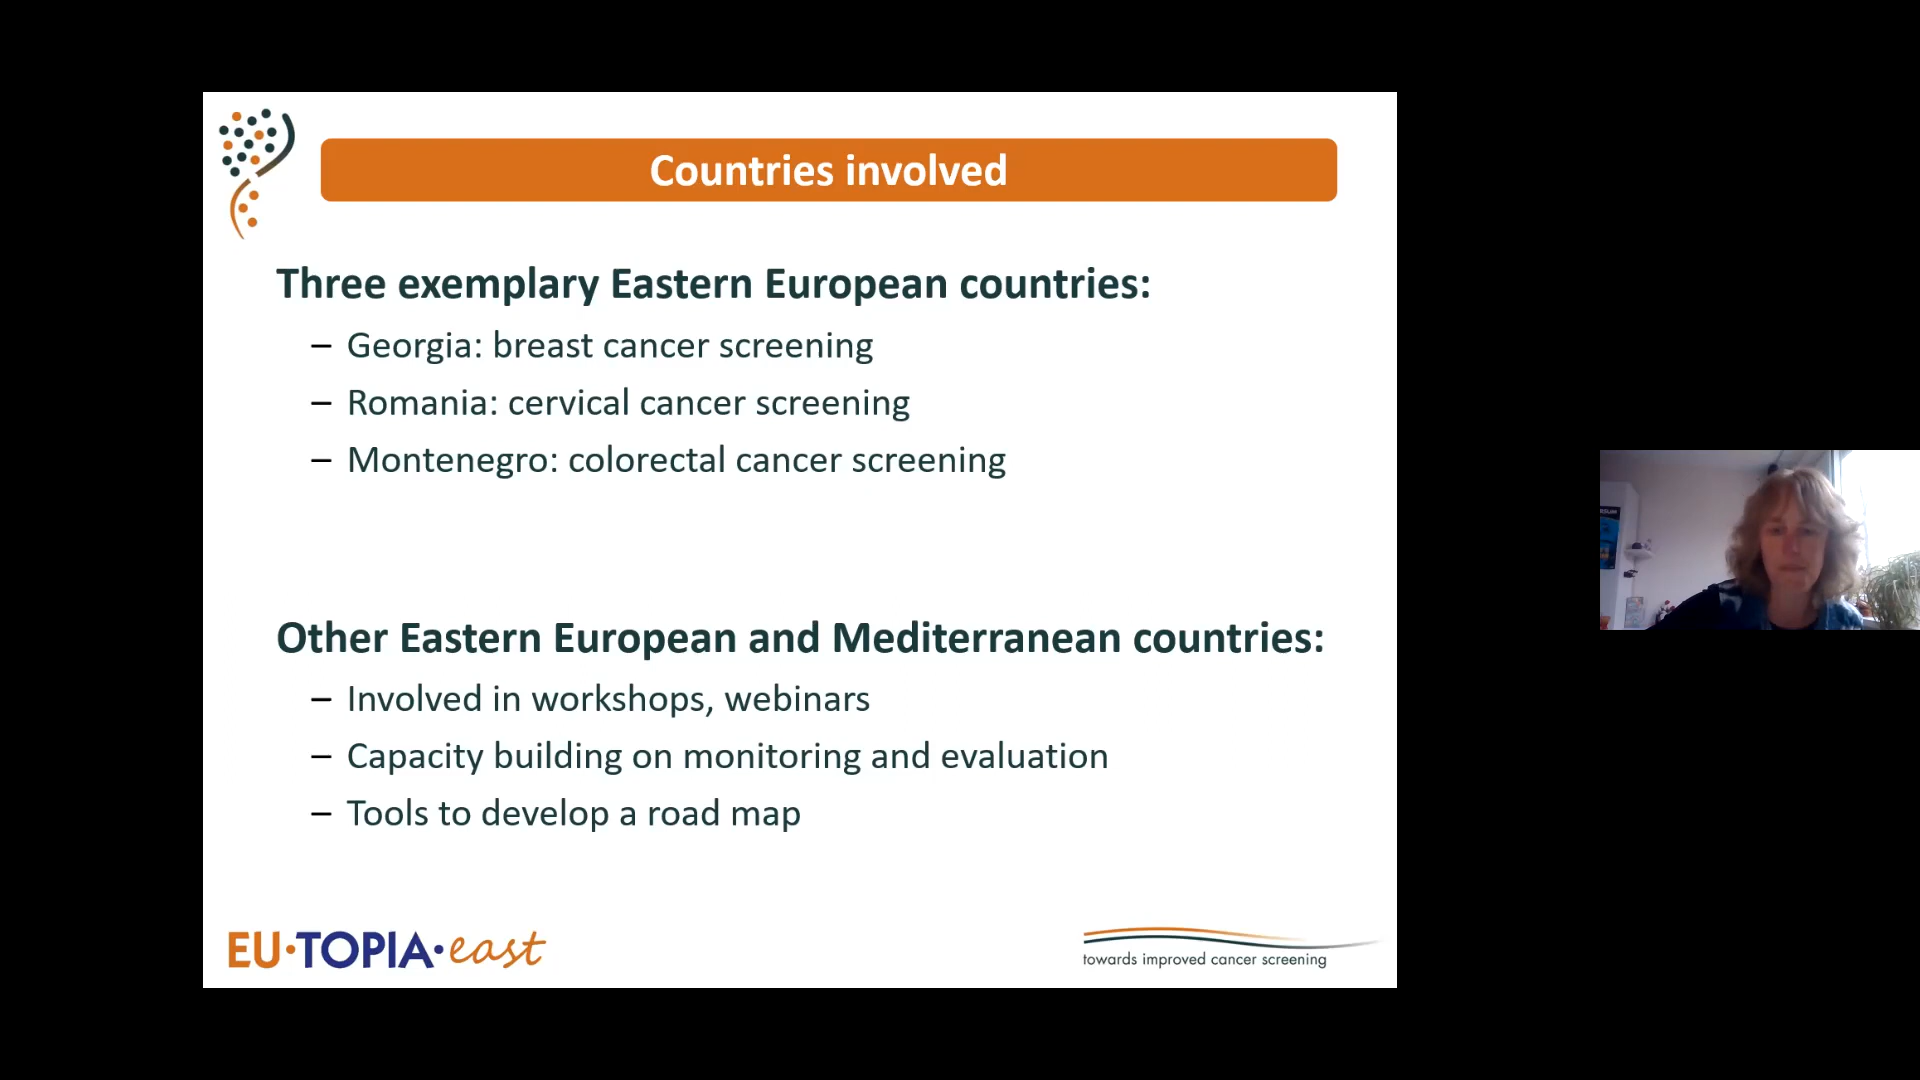 Countries involved
Three exemplary Eastern European countries:
– Georgia: breast cancer screening
– Romania: cervical cancer screening
– Montenegro: colorectal cancer screening
Other Eastern European and Mediterranean countries:
– Involved in workshops, webinars
– Capacity building on monitoring and evaluation
– Tools to develop a road map
EU·TOPIA·east
towards improved cancer screening